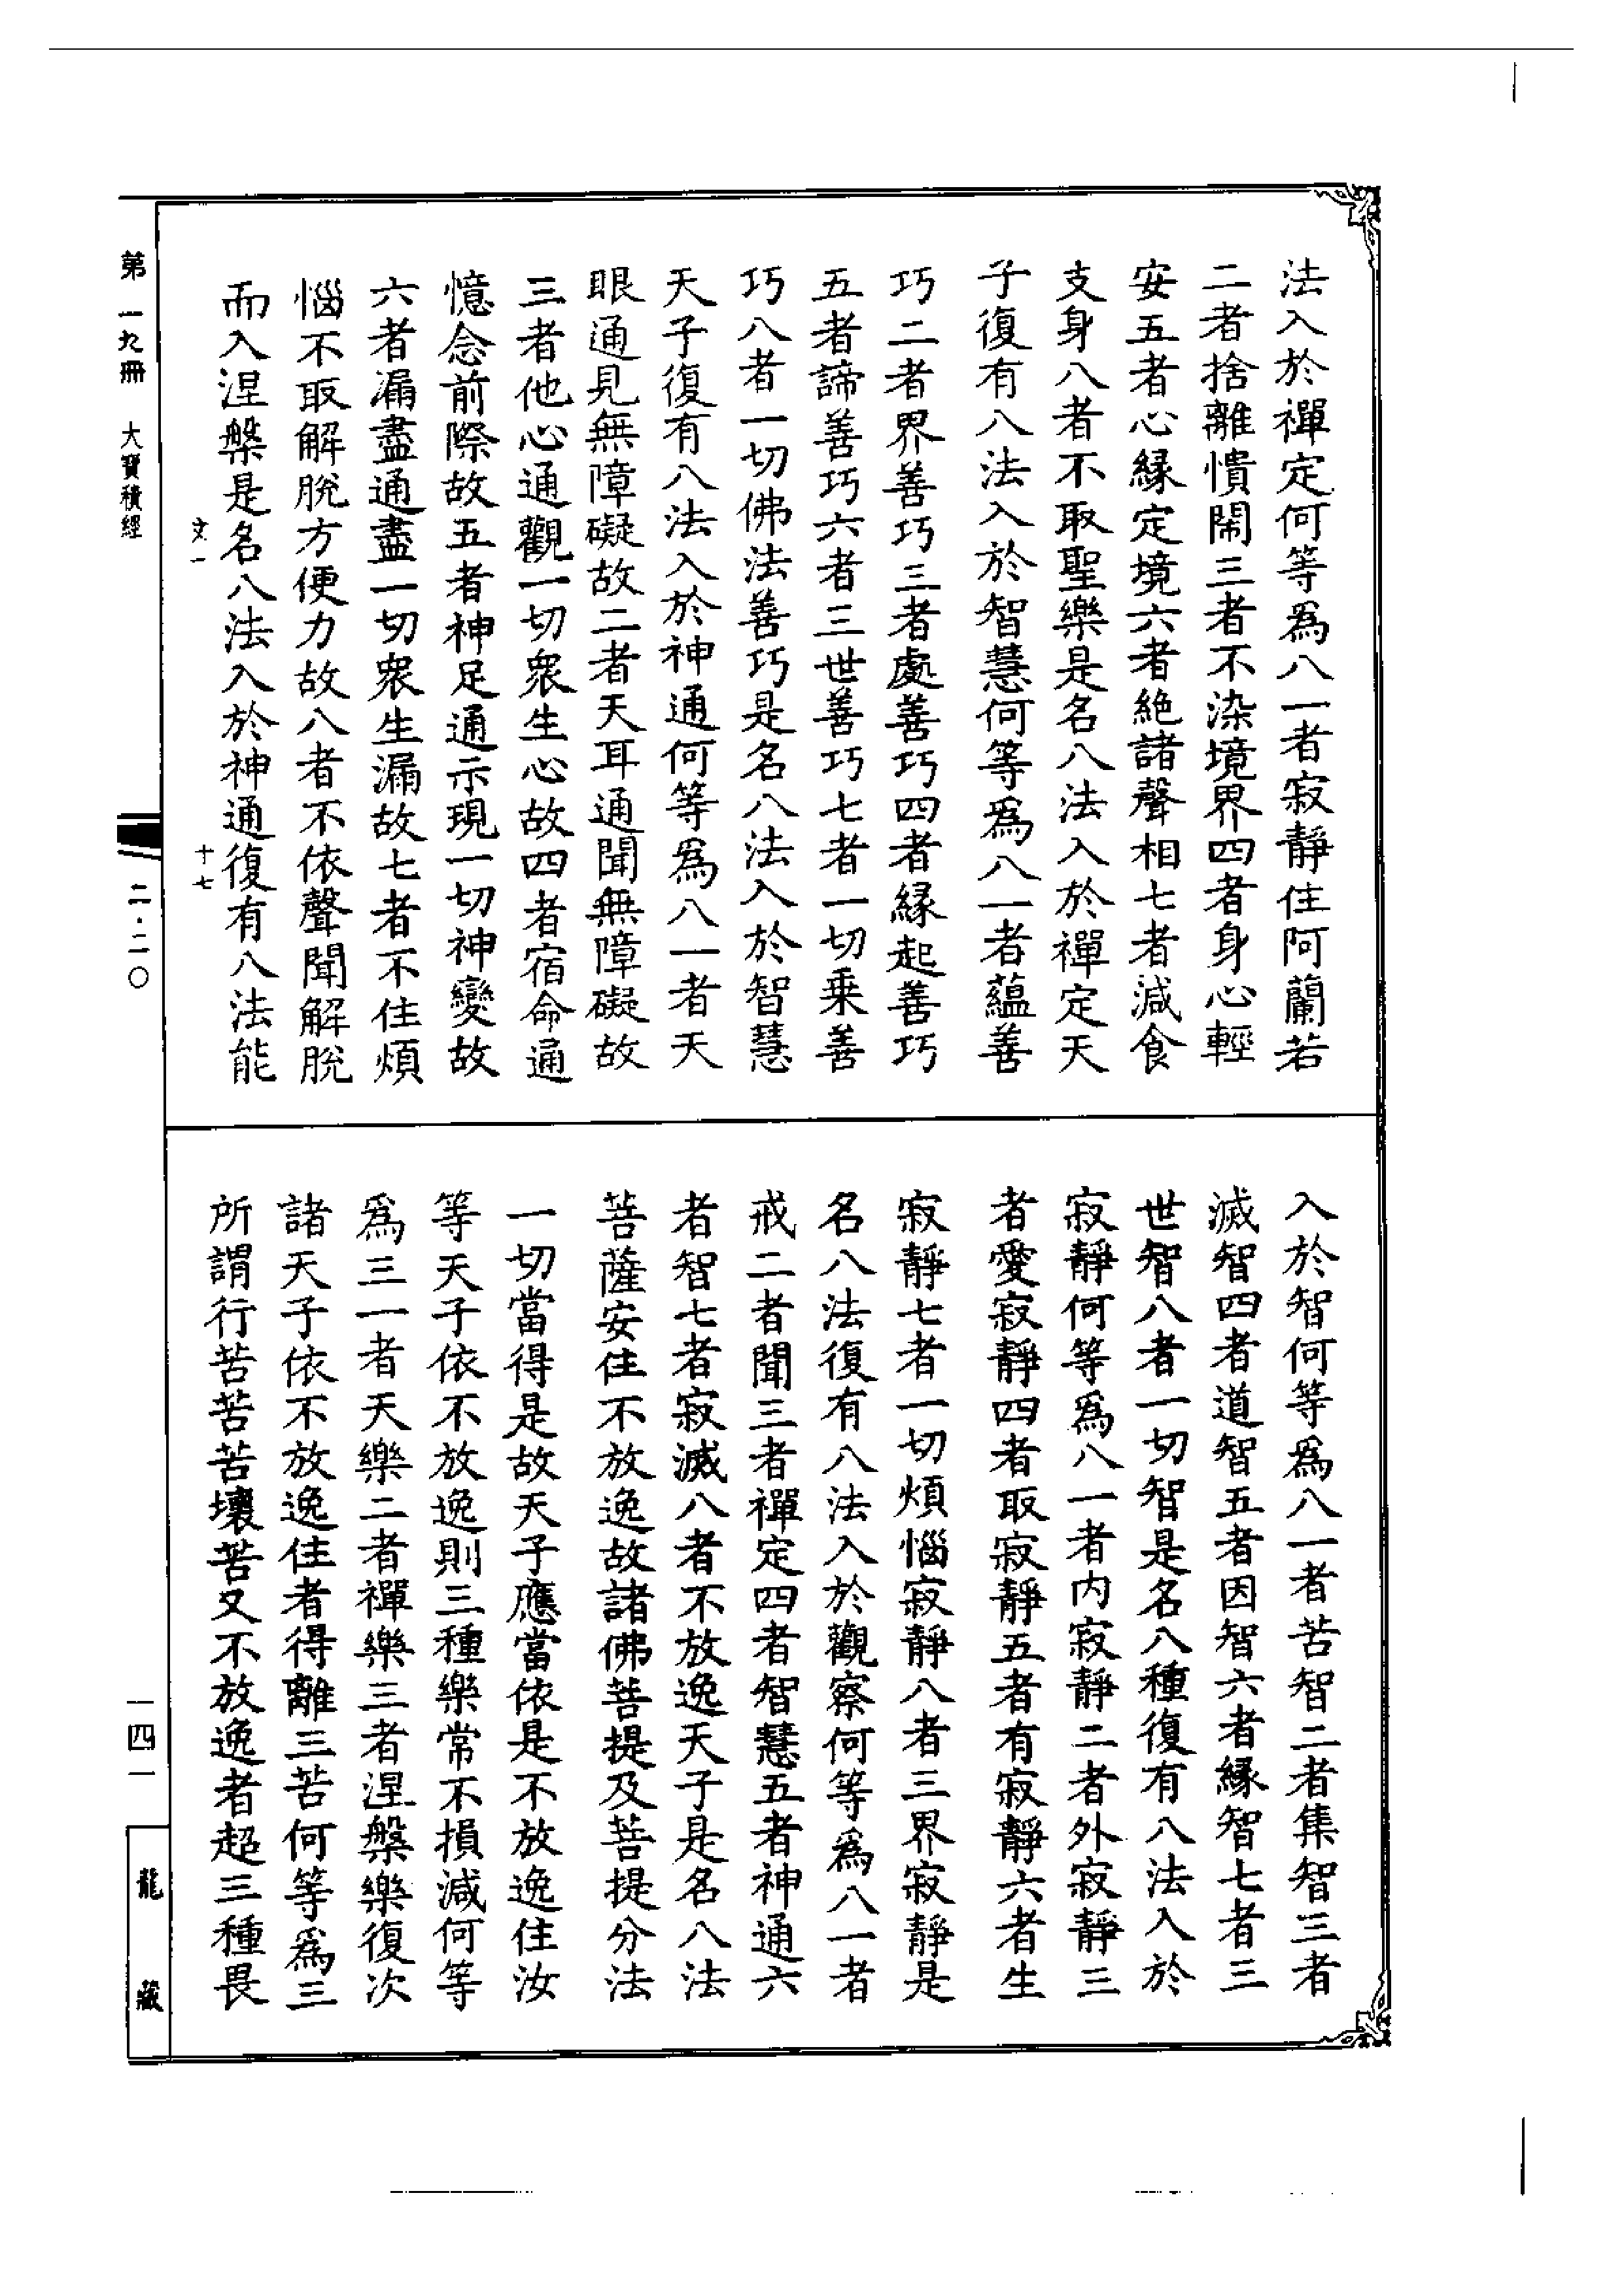 法入於禪定何等爲八一者寂靜住阿蘭若
二者捨離憒閙三者不染境界四者身心輕
安五者心緣定境六者絶諸聲相七者減食
支身八者不取聖樂是名八法入於禪定天
子復有八法入於智慧何等爲八一者蘊善
巧二者界善巧三者處善巧四者緣起善巧
五者諦善巧六者三世善巧七者一切乗善
巧八者一切佛法善巧是名八法入於智慧
天子復有八法入於神通何等爲八一者天
眼通見無障礙故二者天耳通聞無障礙故
三者他心通觀一切衆生心故四者宿命通
憶念前際故五者神足通示現一切神變故
六者漏盡通盡一切衆生漏故七者不住煩
惱不取解脫方便力故八者不依聲聞解脫
而入涅槃是名八法入於神通復有八法能
文一 十七
入於智何等爲八一者苦智二者集智三者
滅智四者道智五者因智六者緣智七者三
世智八者一切智智是名八種復有八法入於
寂靜何等爲八一者内寂靜二者外寂靜三
者愛寂靜四者取寂靜五者有寂靜六者生
寂靜七者一切煩惱寂靜八者三界寂靜是
名八法復有八法入於觀察何等爲八一者
戒二者聞三者禪定四者智慧五者神通六
者智七者寂滅八者不放逸天子是名八法
菩薩安住不放逸故諸佛菩提及菩提分法
一切當得是故天子應當依是不放逸住汝
等天子依不放逸則三種樂常不損減何等
爲三一者天樂二者禪樂三者涅槃樂復次
諸天子依不放逸住者得離三苦何等爲三
所謂行苦苦苦壞苦又不放逸者超三種畏
第一九冊 大寶積經 二·二〇 一四一 龍藏